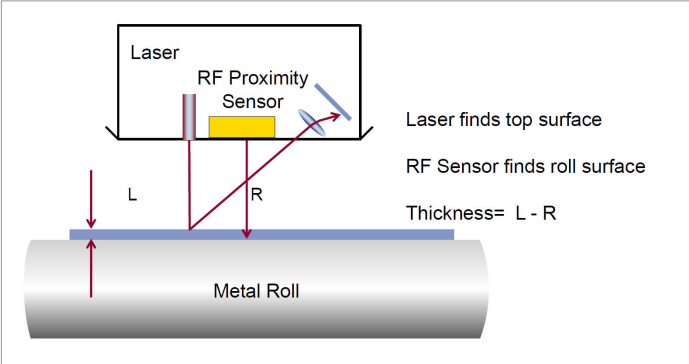 Laser
RF Proximity
Sensor
Laser finds top surface
RF Sensor finds roll surface
L
R
Thickness= L - R
Metal Roll